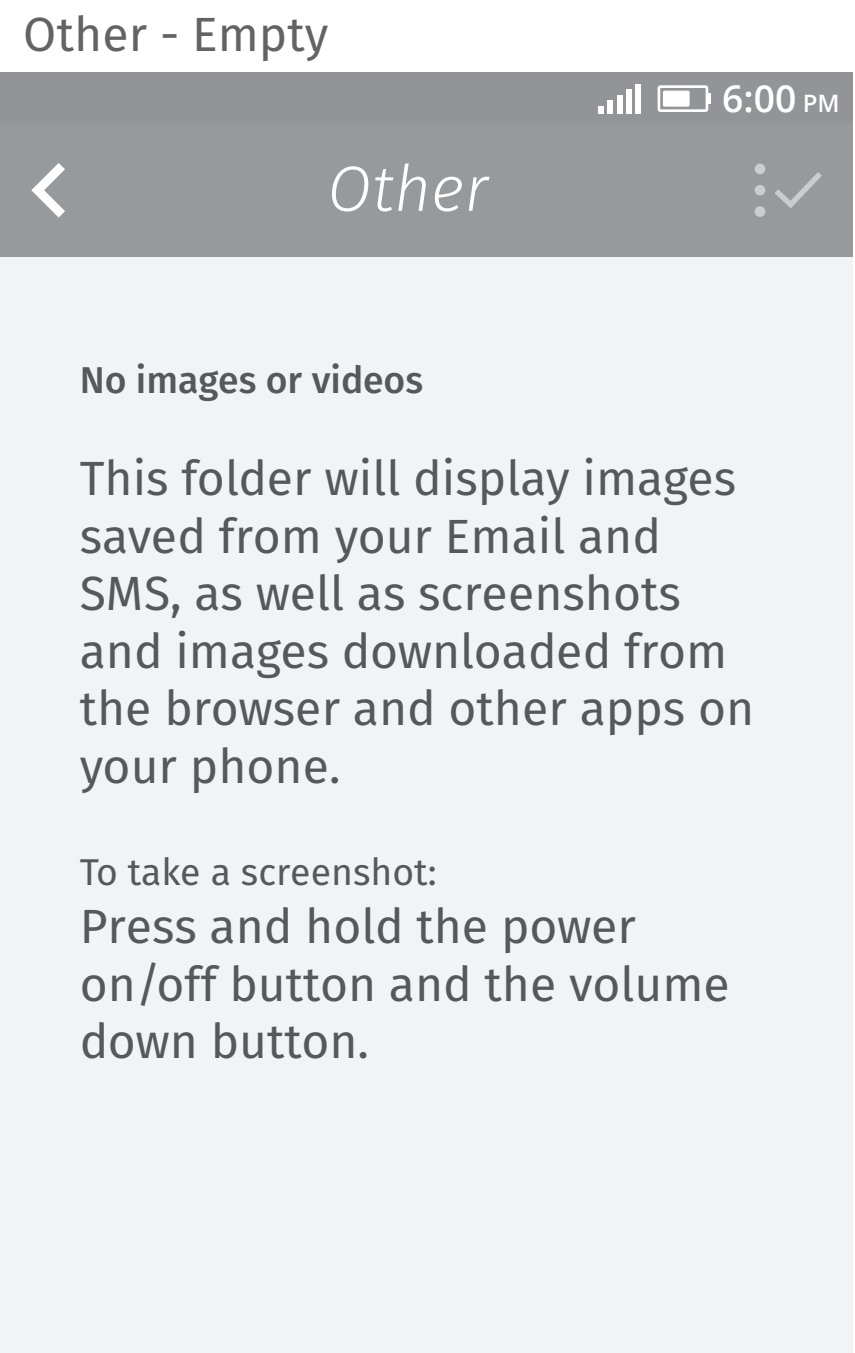 Other - Empty
6:00 PM
Other
No images or videos
This folder will display images
saved from your Email and
SMS, as well as screenshots
and images downloaded from
the browser and other apps on
your phone.
To take a screenshot:
Press and hold the power
on/off button and the volume
down button.